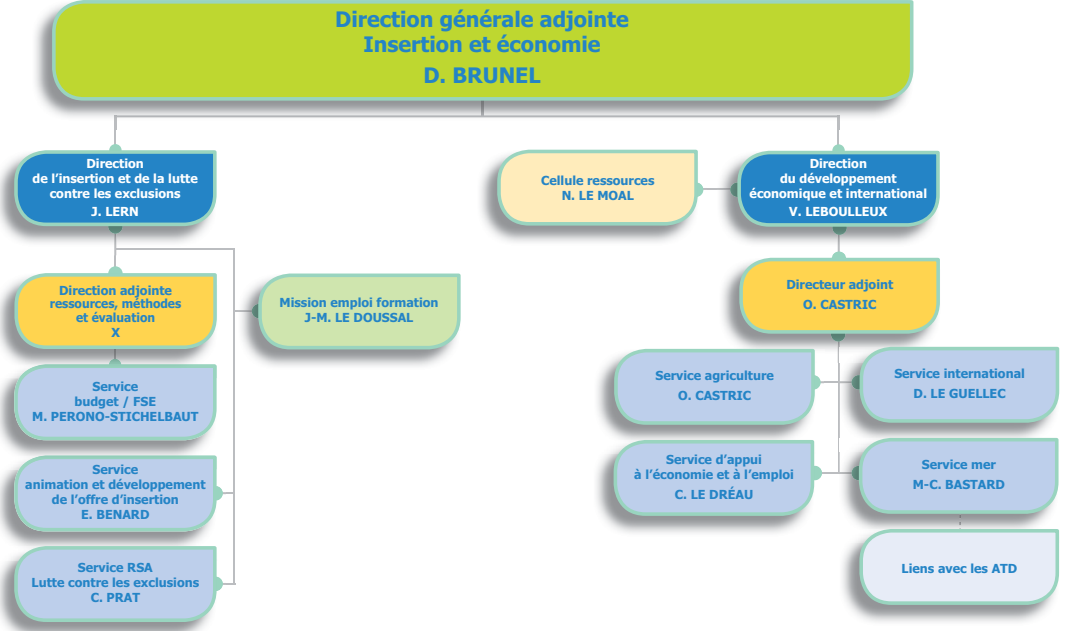 Direction générale adjointe
Insertion et économie
D. BRUNEL
Direction
de l'insertion et de la lutte
contre les exclusions
J. LERN
Cellule ressources
N. LE MOAL
Direction
du développement
économique et international
V. LEBOULLEUX
Direction adjointe
ressources, méthodes
et évaluation
X
Mission emploi formation
J-M. LE DOUSSAL
Directeur adjoint
O. CASTRIC
Service
budget / FSE
M. PERONO-STICHELBAUT
Service agriculture
O. CASTRIC
Service international
D. LE GUELLEC
Service
animation et développement
de l'offre d'insertion
E. BENARD
Service d'appui
à l'économie et à l'emploi
C. LE DRÉAU
Service mer
M-C. BASTARD
Service RSA
Lutte contre les exclusions
C. PRAT
Liens avec les ATD